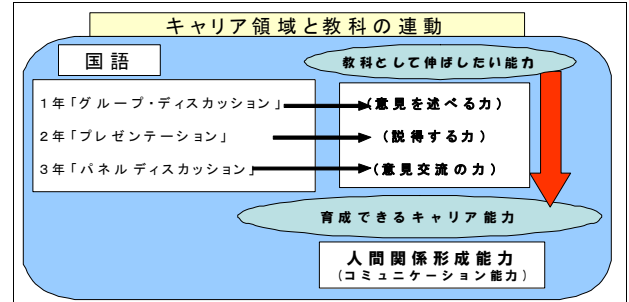 キャリア領域と教科の連動
国語
教科として伸ばしたい能力
1年「グループ・ディスカッション」
(意見を述べる力)
2年「プレゼンテーション」
(説得する力)
3年「パネルディスカッション」
(意見交流の力)
育成できるキャリア能力
人間関係形成能力
(コミュニケーション能力)